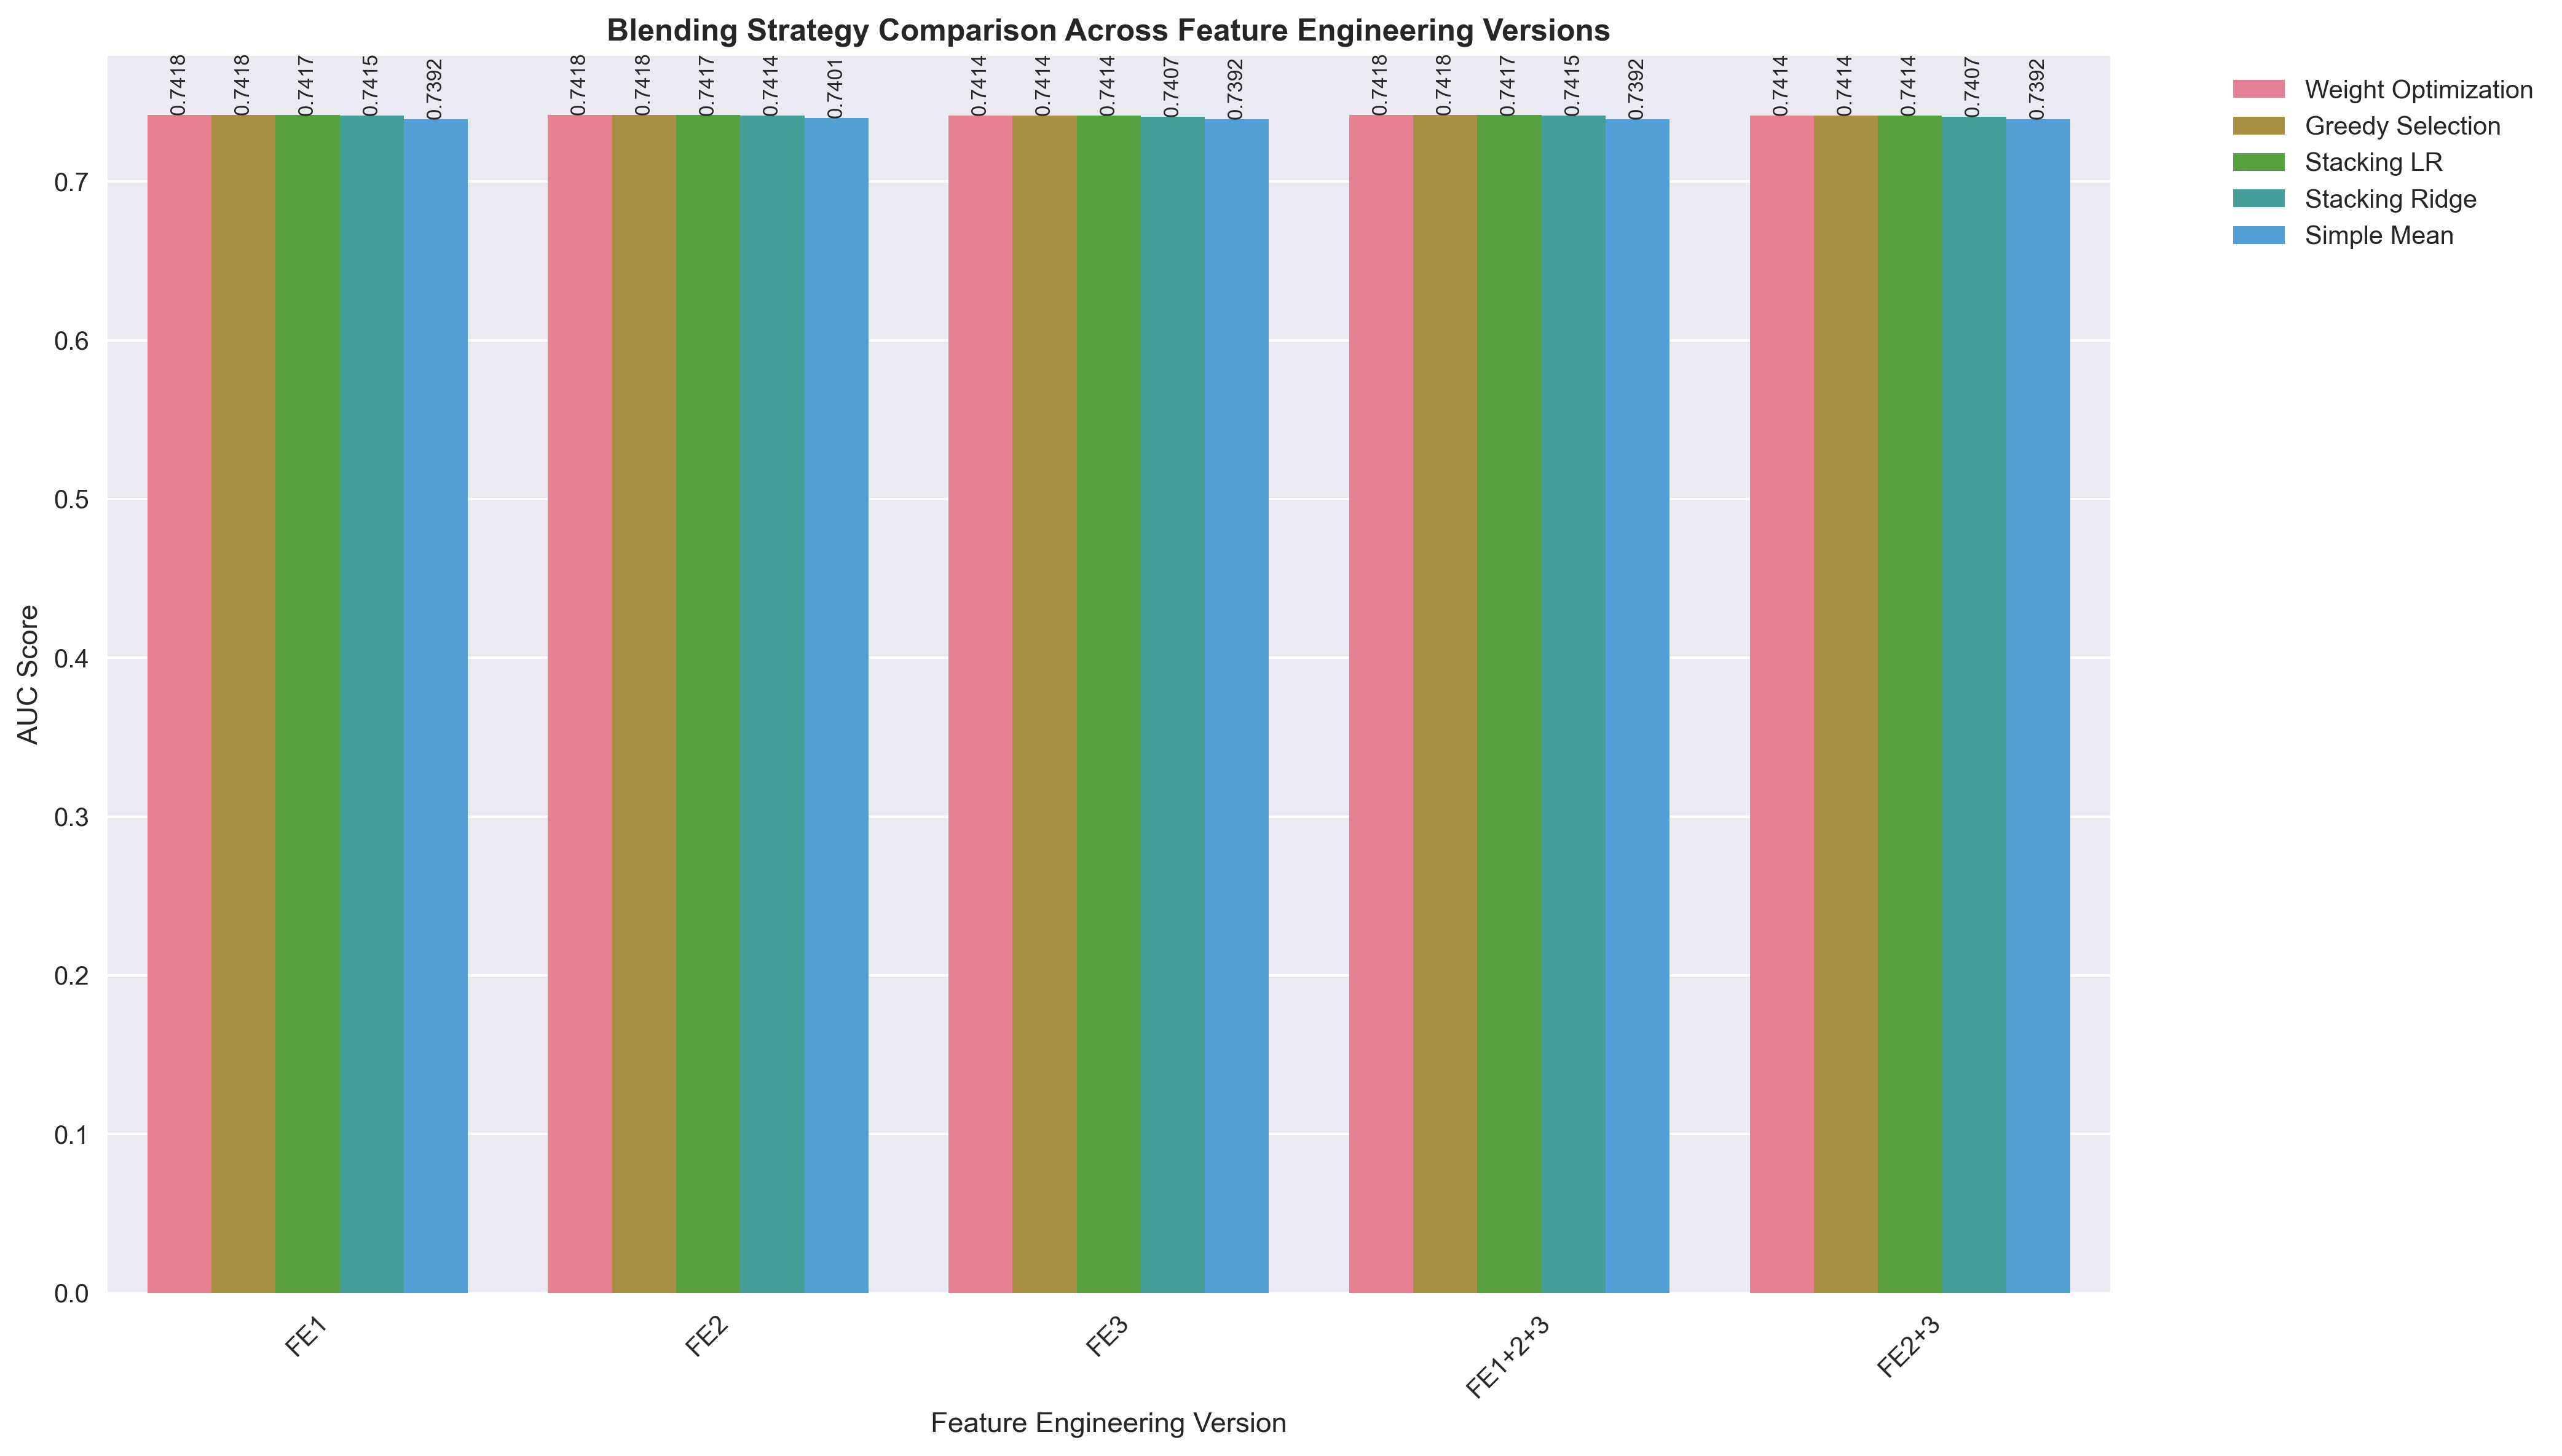 Blending Strategy Comparison Across Feature Engineering Versions
0.7418
0.7418
0.7417
0.7415
0.7392
0.7418
0.7418
0.7417
0.7414
0.7401
0.7414
0.7414
0.7414
0.7407
0.7392
0.7418
0.7418
0.7417
0.7415
0.7392
0.7414
0.7414
0.7414
0.7407
0.7392
Weight Optimization
Greedy Selection
Stacking LR
Stacking Ridge
Simple Mean
AUC Score
0.7
0.6
0.5
0.4
0.3
0.2
0.1
0.0
FE1
FE2
FE3
FE1+2+3
FE2+3
Feature Engineering Version